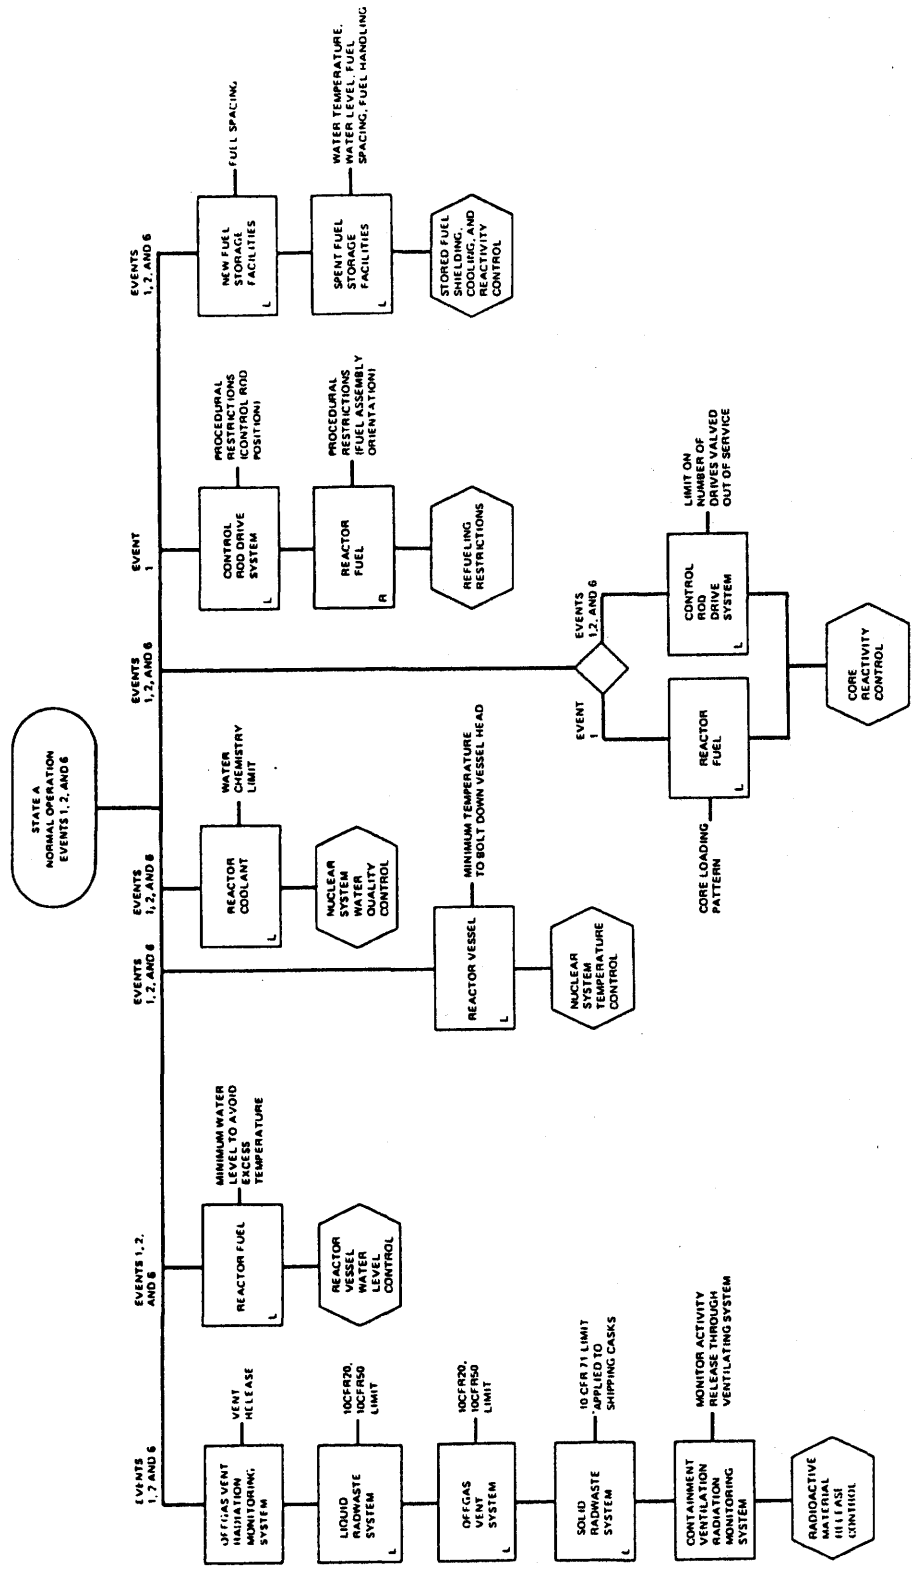 STATE A
NORMAL OPERATION
EVENTS 1, 2, AND 6
EVENTS
1, 2 AND 6
OFFGAS VENT
RADIATION
MONITORING
SYSTEM
VENT
RELEASE
LIQUID
RADWASTE
SYSTEM
L
10CFR20,
10CFR50
LIMIT
OFFGAS
VENT
SYSTEM
L
10CFR20,
10CFR50
LIMIT
SOLID
RADWASTE
SYSTEM
L
10 CFR 71 LIMIT
APPLIED TO
SHIPPING CASKS
CONTAINMENT
VENTILATION
RADIATION
MONITORING
SYSTEM
MONITOR ACTIVITY
RELEASE THROUGH
VENTILATING SYSTEM
RADIOACTIVE
MATERIAL
RELEASE
CONTROL
EVENTS 1, 2,
AND 6
REACTOR FUEL
L
MINIMUM WATER
LEVEL TO AVOID
EXCESS
TEMPERATURE
REACTOR
VESSEL
WATER
LEVEL
CONTROL
EVENTS
1, 2, AND 6
REACTOR VESSEL
L
MINIMUM TEMPERATURE
TO BOLT DOWN VESSEL HEAD
NUCLEAR
SYSTEM
TEMPERATURE
CONTROL
EVENTS
1, 2, AND 6
REACTOR
COOLANT
L
WATER
CHEMISTRY
LIMIT
NUCLEAR
SYSTEM
WATER
QUALITY
CONTROL
EVENTS
1, 2, AND 6
EVENT
1
REACTOR
FUEL
L
CORE LOADING
PATTERN
EVENTS
1,2, AND 6
CONTROL
ROD
DRIVE
SYSTEM
L
LIMIT ON
NUMBER OF
DRIVES VALVED
OUT OF SERVICE
CORE
REACTIVITY
CONTROL
EVENT
1
CONTROL
ROD DRIVE
SYSTEM
L
PROCEDURAL
RESTRICTIONS
(CONTROL ROD
POSITION)
REACTOR
FUEL
R
PROCEDURAL
RESTRICTIONS
(FUEL ASSEMBLY
ORIENTATION)
REFUELING
RESTRICTIONS
EVENTS
1, 2, AND 6
NEW FUEL
STORAGE
FACILITIES
L
FULL SPACING
SPENT FUEL
STORAGE
FACILITIES
L
WATER TEMPERATURE,
WATER LEVEL, FUEL
SPACING, FUEL HANDLING
STORED FUEL
SHIELDING,
COOLING, AND
REACTIVITY
CONTROL